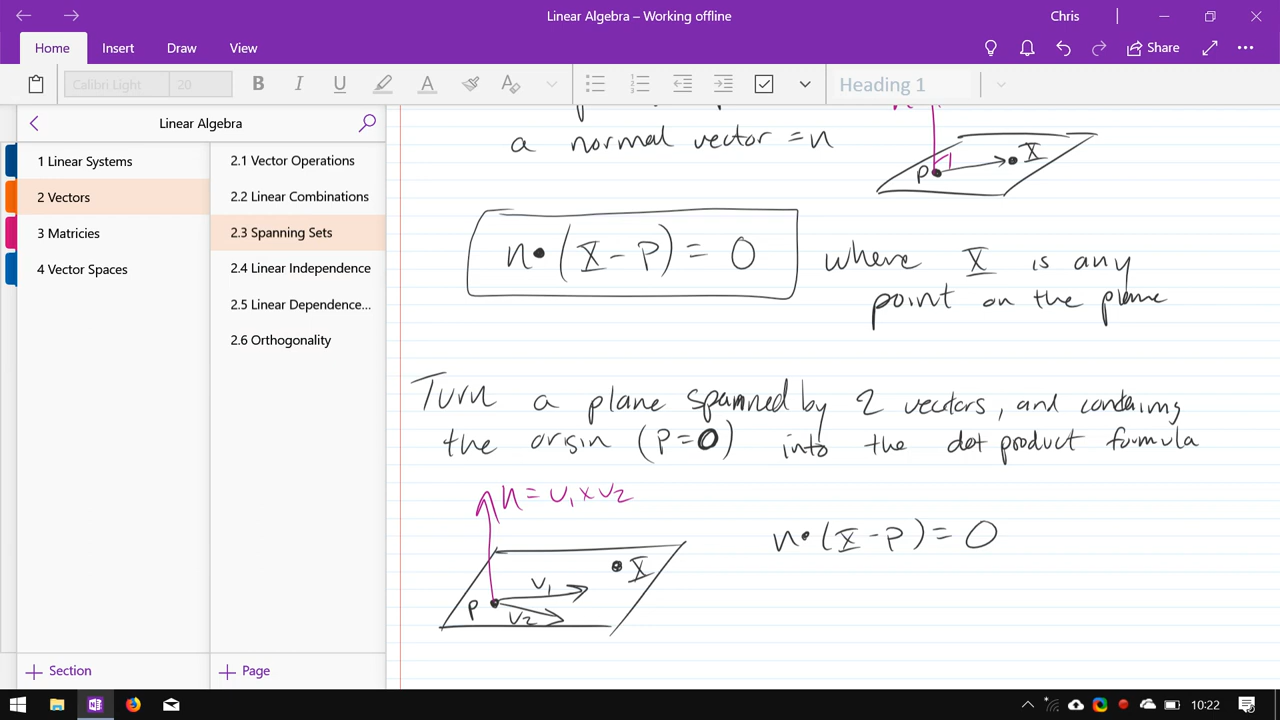 Linear Algebra – Working offline
Chris
Home
Insert
Draw
View
Share
Calibri Light
20
B
I
U
A
Heading 1
Linear Algebra
1 Linear Systems
2 Vectors
3 Matricies
4 Vector Spaces
2.1 Vector Operations
2.2 Linear Combinations
2.3 Spanning Sets
2.4 Linear Independence
2.5 Linear Dependence...
2.6 Orthogonality
Section
Page
a normal vector = n
P
X
n•(X-P)=0
where X is any
point on the plane
Turn a plane spanned by 2 vectors, and containing
the origin (P=0) into the dot product formula
n = v1 × v2
n•(X-P)=0
X
v1
P
v2
10:22